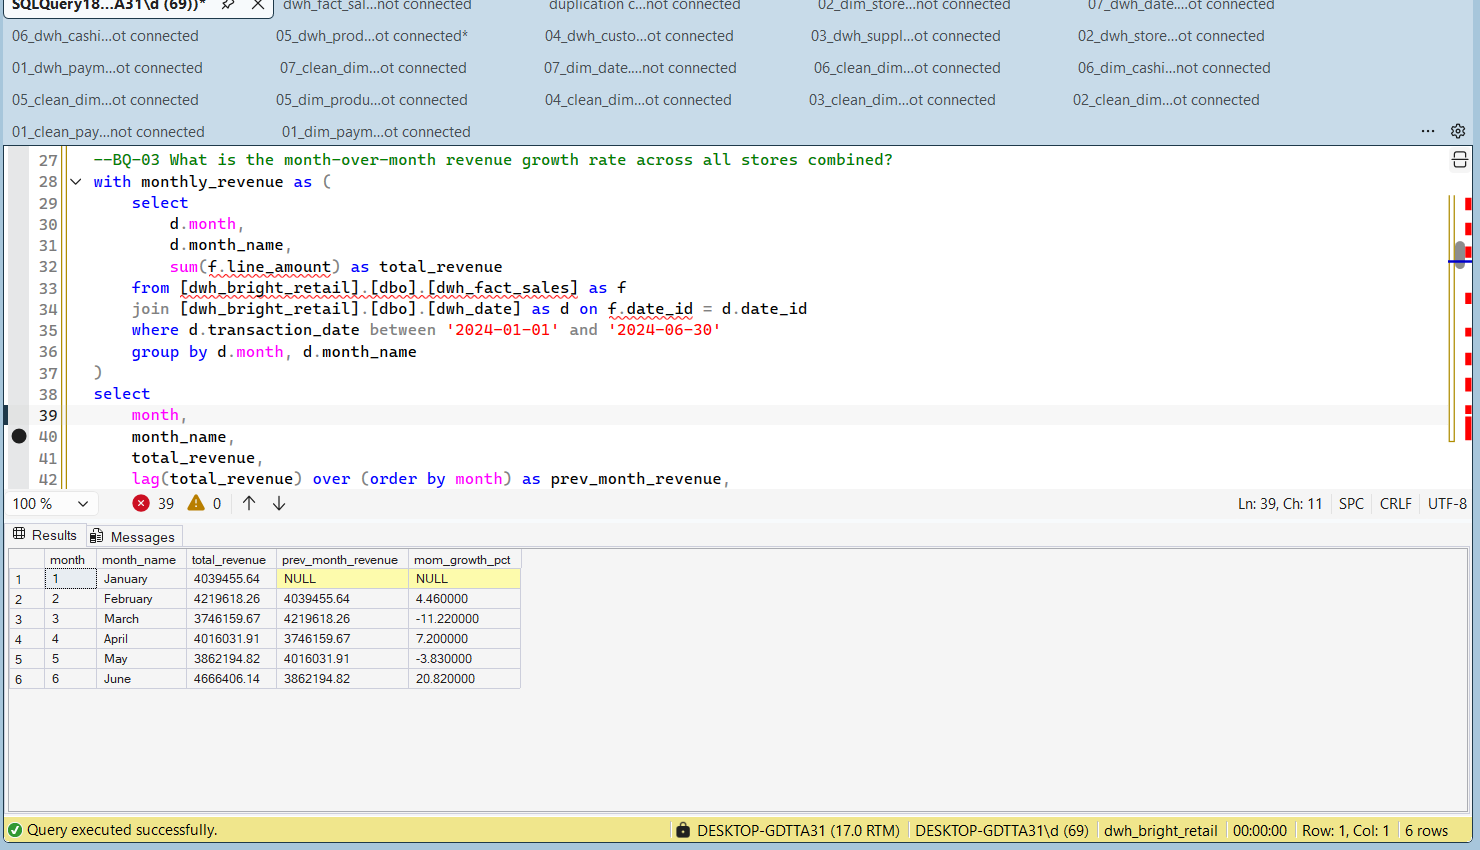 SQLQuery18...A31\d (69))* dwh_fact_sal...not connected duplication c...not connected 02_dim_store...not connected 07_dwh_date....ot connected
06_dwh_cashi...ot connected 05_dwh_prod...ot connected* 04_dwh_custo...ot connected 03_dwh_suppl...ot connected 02_dwh_store...ot connected
01_dwh_paym...ot connected 07_clean_dim...ot connected 07_dim_date....not connected 06_clean_dim...ot connected 06_dim_cashi...not connected
05_clean_dim...ot connected 05_dim_produ...ot connected 04_clean_dim...ot connected 03_clean_dim...ot connected 02_clean_dim...ot connected
01_clean_pay...not connected 01_dim_paym...ot connected
27 --BQ-03 What is the month-over-month revenue growth rate across all stores combined?
28 with monthly_revenue as (
29 select
30 d.month,
31 d.month_name,
32 sum(f.line_amount) as total_revenue
33 from [dwh_bright_retail].[dbo].[dwh_fact_sales] as f
34 join [dwh_bright_retail].[dbo].[dwh_date] as d on f.date_id = d.date_id
35 where d.transaction_date between '2024-01-01' and '2024-06-30'
36 group by d.month, d.month_name
37 )
38 select
39 month,
40 month_name,
41 total_revenue,
42 lag(total_revenue) over (order by month) as prev_month_revenue,
100 % 39 0 Ln: 39, Ch: 11 SPC CRLF UTF-8
Results Messages
month month_name total_revenue prev_month_revenue mom_growth_pct
1 1 January 4039455.64 NULL NULL
2 2 February 4219618.26 4039455.64 4.460000
3 3 March 3746159.67 4219618.26 -11.220000
4 4 April 4016031.91 3746159.67 7.200000
5 5 May 3862194.82 4016031.91 -3.830000
6 6 June 4666406.14 3862194.82 20.820000
Query executed successfully. DESKTOP-GDTTA31 (17.0 RTM) DESKTOP-GDTTA31\d (69) dwh_bright_retail 00:00:00 Row: 1, Col: 1 6 rows